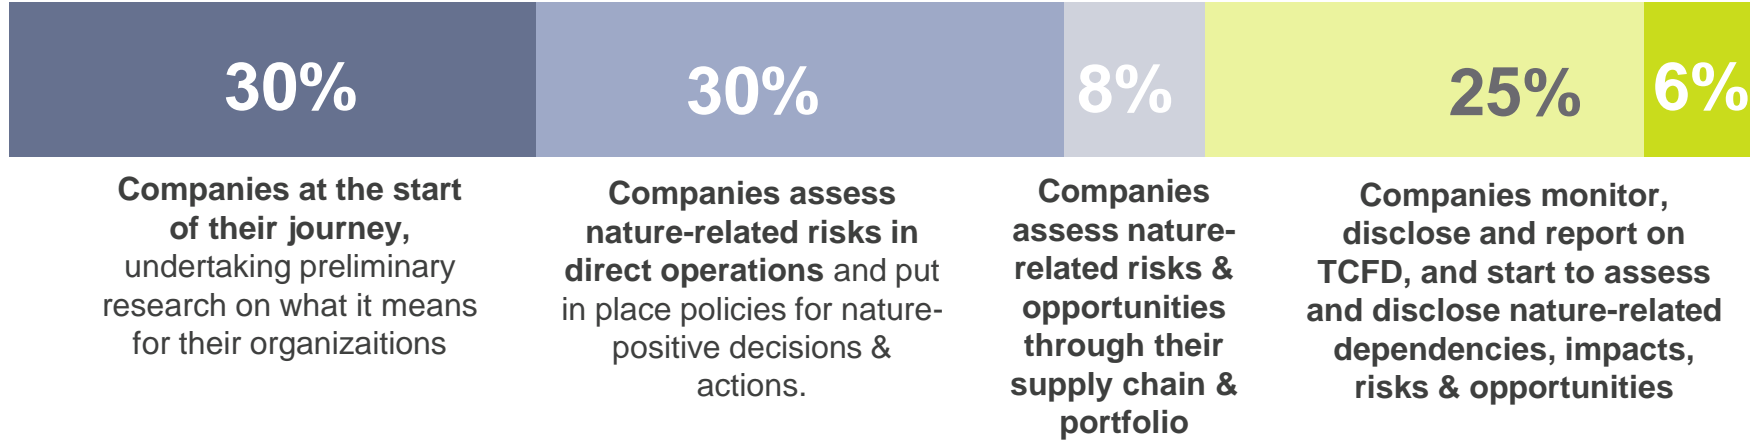 30%
30%
8%
25%
6%
Companies at the start
of their journey,
undertaking preliminary
research on what it means
for their organizaitions
Companies assess
nature-related risks in
direct operations and put
in place policies for nature-
positive decisions &
actions.
Companies
assess nature-
related risks &
opportunities
through their
supply chain &
portfolio
Companies monitor,
disclose and report on
TCFD, and start to assess
and disclose nature-related
dependencies, impacts,
risks & opportunities